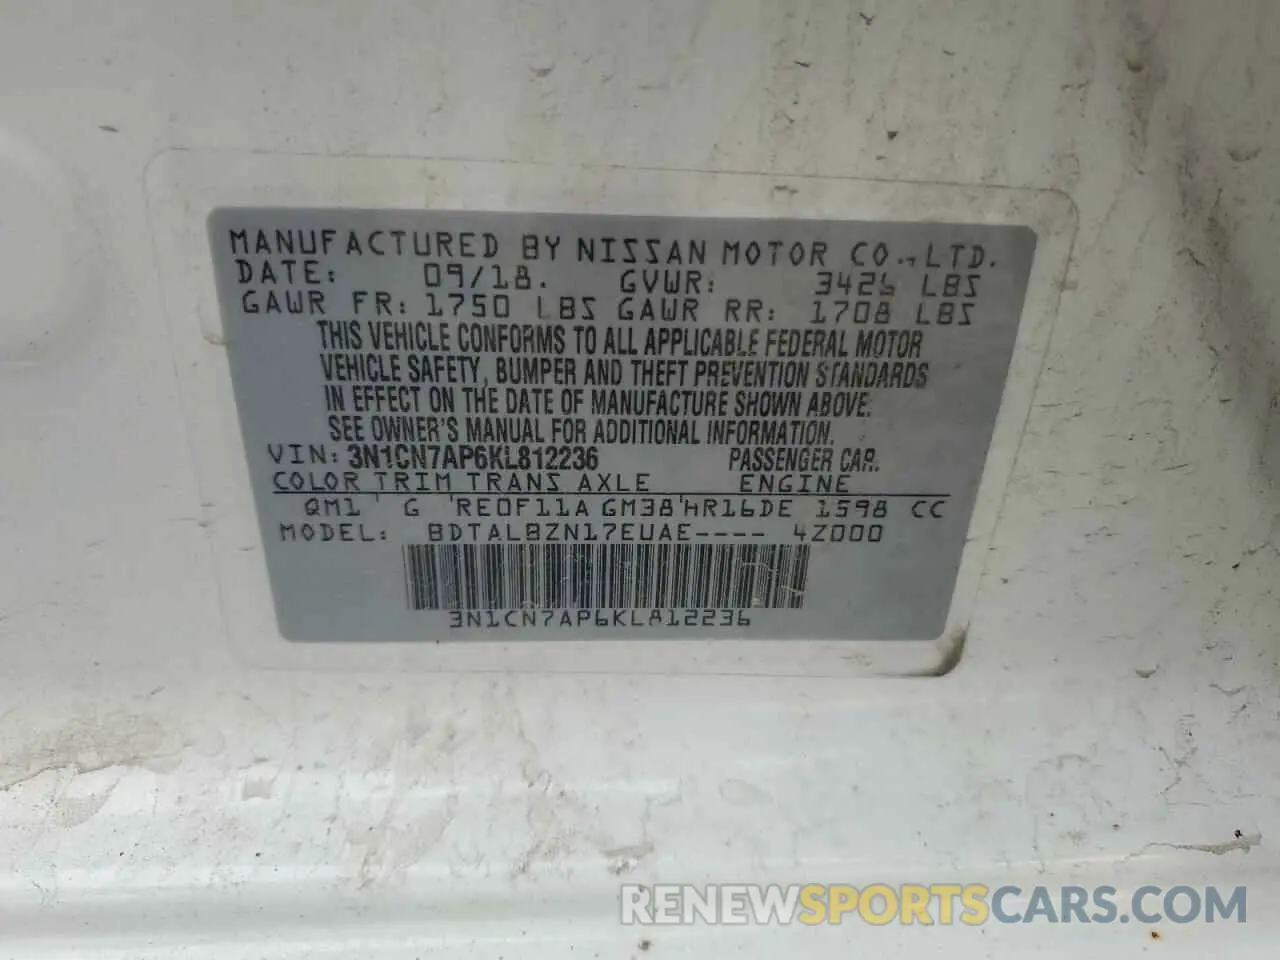 MANUFACTURED BY NISSAN MOTOR CO., LTD.
DATE: 09/18. GVWR: 3426 LBS
GAWR FR: 1750 LBS GAWR RR: 1708 LBS
THIS VEHICLE CONFORMS TO ALL APPLICABLE FEDERAL MOTOR
VEHICLE SAFETY, BUMPER AND THEFT PREVENTION STANDARDS
IN EFFECT ON THE DATE OF MANUFACTURE SHOWN ABOVE.
SEE OWNER'S MANUAL FOR ADDITIONAL INFORMATION.
VIN: 3N1CN7AP6KL812236 PASSENGER CAR.
COLOR TRIM TRANS AXLE ENGINE
QM1 ' G 'RE0F11A GM38'HR16DE 1598 CC
MODEL: BDTALBZN17EUAE---- 4Z000
3N1CN7AP6KL812236
RENEWSPORTSCARS.COM